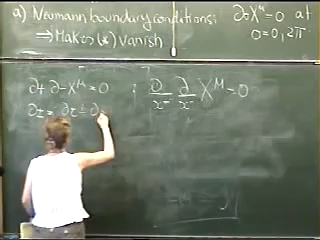 a) Neumann boundary conditions: ∂σX^M = 0 at
σ = 0, 2π
⇒ Makes (*) vanish
∂+ ∂- X^M = 0 ; ∂/x⁺ ∂/x⁻ X^M = 0
∂± = ∂τ ± ∂